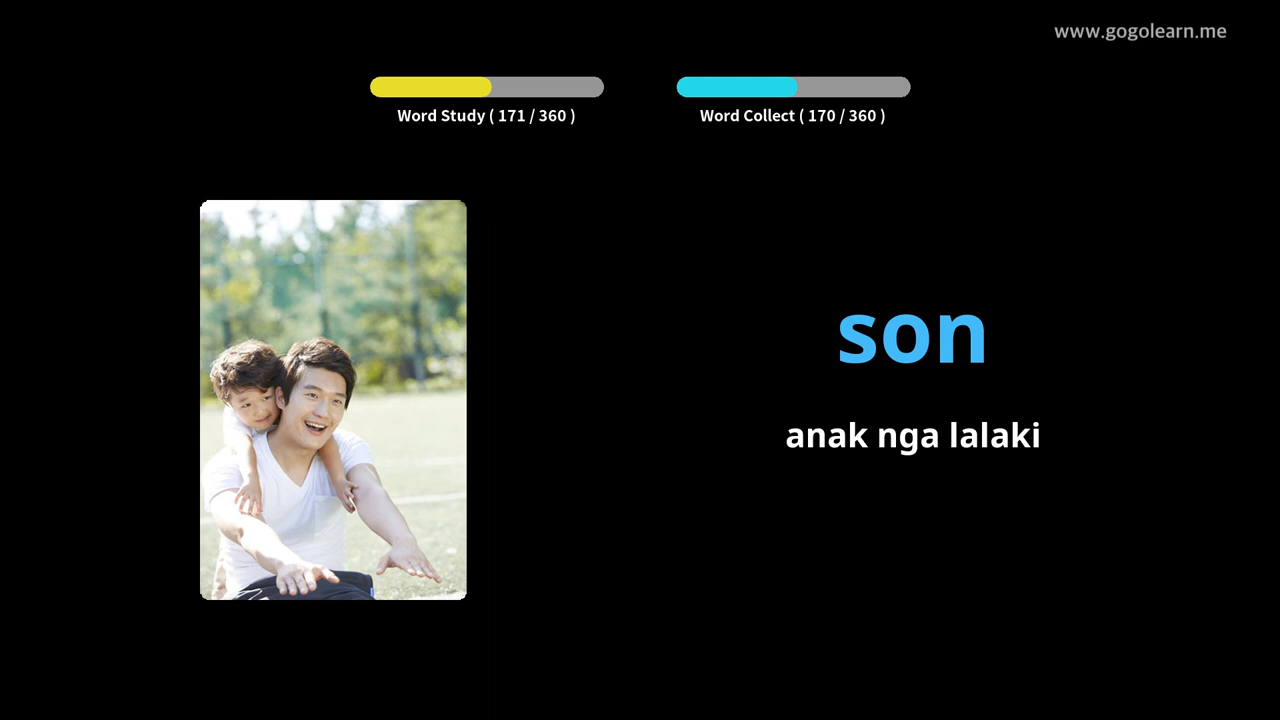 www.gogolearn.me
Word Study ( 171 / 360 )
Word Collect ( 170 / 360 )
son
anak nga lalaki